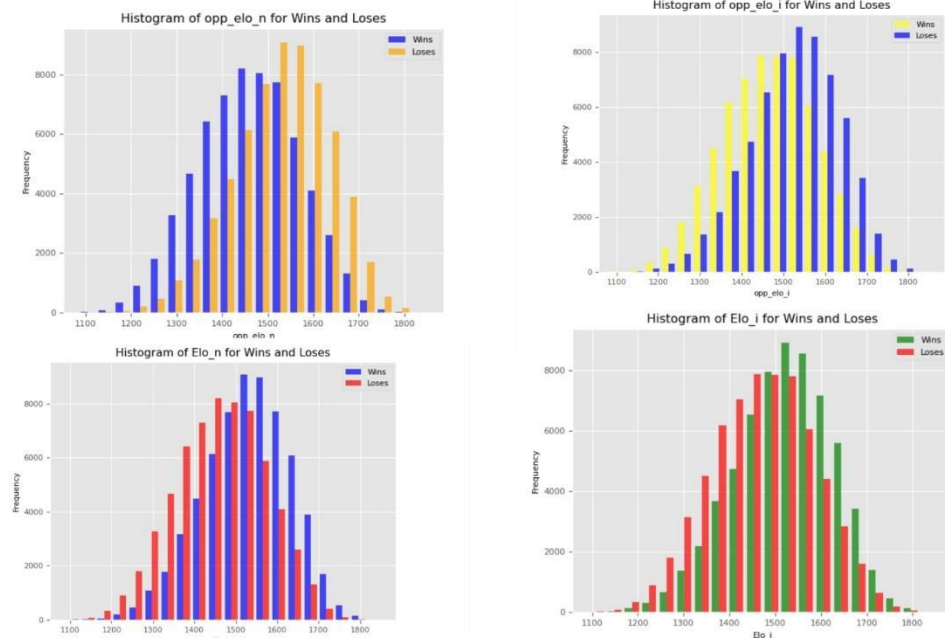 Histogram of opp_elo_n for Wins and Loses
Wins
Loses
8000
6000
4000
2000
0
Frequency
1100 1200 1300 1400 1500 1600 1700 1800
opp_elo_n
Histogram of opp_elo_i for Wins and Loses
Wins
Loses
8000
6000
4000
2000
0
Frequency
1100 1200 1300 1400 1500 1600 1700 1800
opp_elo_i
Histogram of Elo_n for Wins and Loses
Wins
Loses
8000
6000
4000
2000
0
Frequency
1100 1200 1300 1400 1500 1600 1700 1800
Histogram of Elo_i for Wins and Loses
Wins
Loses
8000
6000
4000
2000
0
Frequency
1100 1200 1300 1400 1500 1600 1700 1800
Elo_i